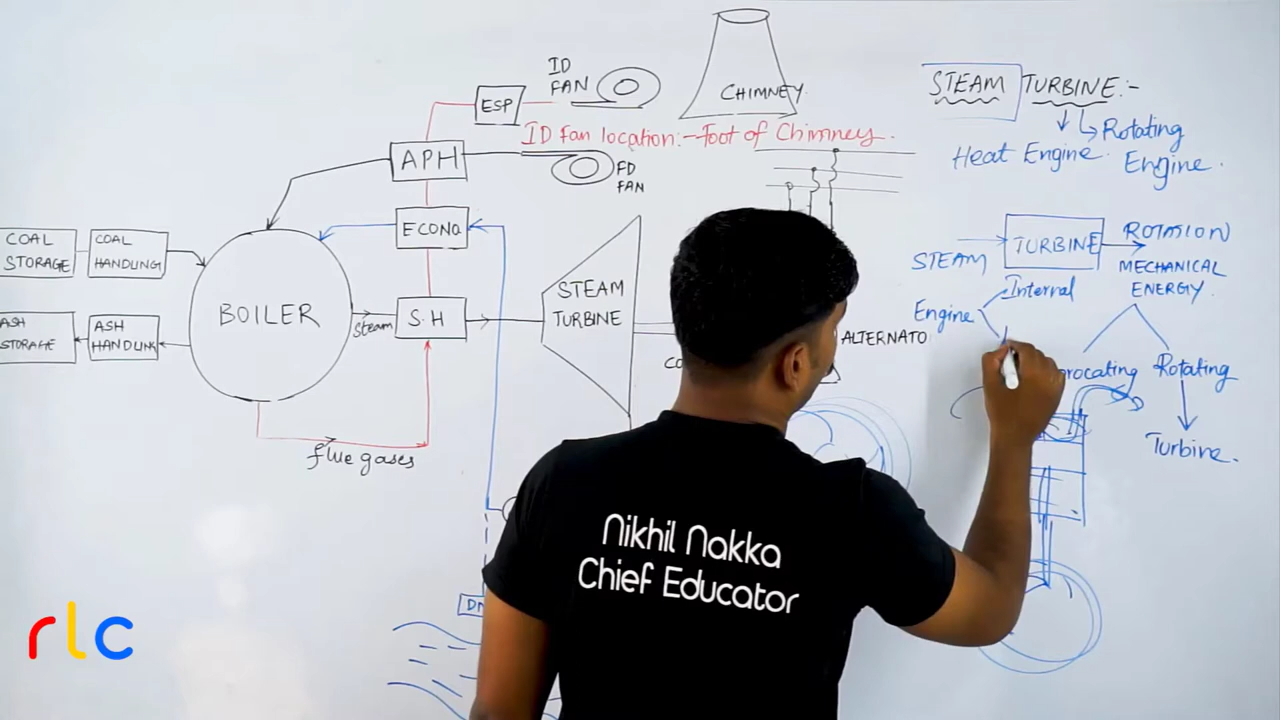 ID
FAN
ESP
CHIMNEY
ID Fan location:- Foot of Chimney.
APH
FD
FAN
ECONO
COAL
STORAGE
COAL
HANDLING
BOILER
steam
S.H
STEAM
TURBINE
ASH
STORAGE
ASH
HANDLING
flue gases
ALTERNATO
STEAM TURBINE:-
Heat Engine.
Rotating
Engine.
STEAM
TURBINE
ROTATION
MECHANICAL
ENERGY.
Engine
Internal
Rotating
Turbine.
Nikhil Nakka
Chief Educator
rlc